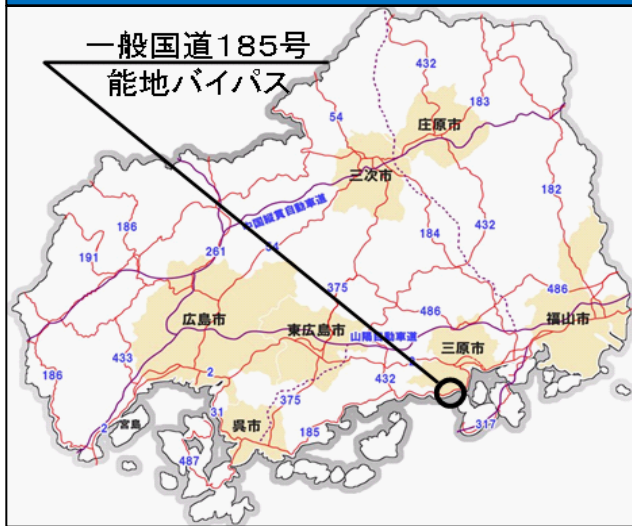 一般国道185号
能地バイパス
432
183
54
庄原市
三次市
182
中国縦貫自動車道
186
191
261
54
184
432
375
486
486
広島市
東広島市
山陽自動車道
2
三原市
福山市
433
186
2
432
375
31
185
呉市
317
2
宮島
487